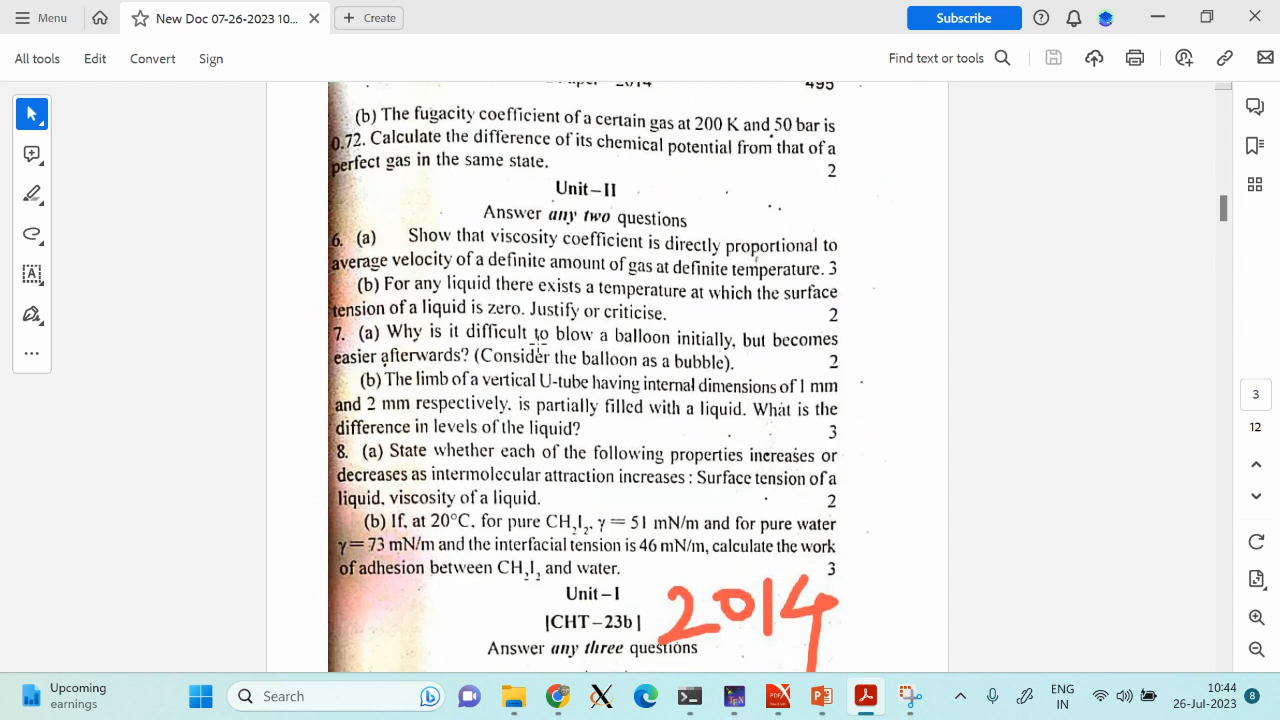 Menu
New Doc 07-26-2023 10...
Create
Subscribe
All tools
Edit
Convert
Sign
Find text or tools
495
(b) The fugacity coefficient of a certain gas at 200 K and 50 bar is
0.72. Calculate the difference of its chemical potential from that of a
perfect gas in the same state. 2
Unit–II
Answer any two questions
6. (a) Show that viscosity coefficient is directly proportional to
average velocity of a definite amount of gas at definite temperature. 3
(b) For any liquid there exists a temperature at which the surface
tension of a liquid is zero. Justify or criticise. 2
7. (a) Why is it difficult to blow a balloon initially, but becomes
easier afterwards? (Consider the balloon as a bubble). 2
(b) The limb of a vertical U-tube having internal dimensions of 1 mm
and 2 mm respectively, is partially filled with a liquid. What is the
difference in levels of the liquid? 3
8. (a) State whether each of the following properties increases or
decreases as intermolecular attraction increases : Surface tension of a
liquid, viscosity of a liquid. 2
(b) If, at 20°C, for pure CH₂I₂, γ = 51 mN/m and for pure water
γ = 73 mN/m and the interfacial tension is 46 mN/m, calculate the work
of adhesion between CH₂I₂ and water. 3
Unit–I
[CHT–23b]
2014
Answer any three questions
3
12
Upcoming
earnings
Search
ENG
IN
10:44
26-Jul-2023
8